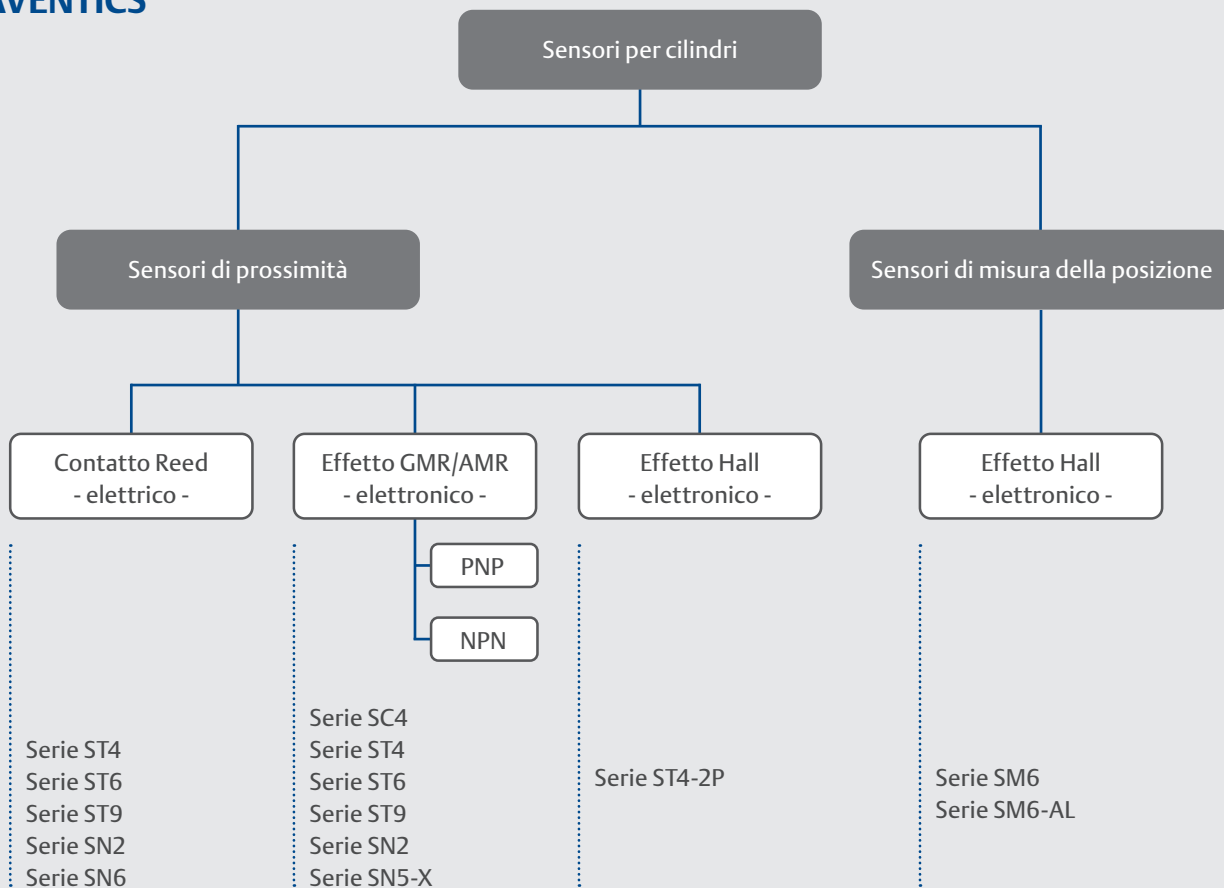 AVENTICS
Sensori per cilindri
Sensori di prossimità
Sensori di misura della posizione
Contatto Reed
- elettrico -
Effetto GMR/AMR
- elettronico -
Effetto Hall
- elettronico -
Effetto Hall
- elettronico -
PNP
NPN
Serie ST4
Serie ST6
Serie ST9
Serie SN2
Serie SN6
Serie SC4
Serie ST4
Serie ST6
Serie ST9
Serie SN2
Serie SN5-X
Serie ST4-2P
Serie SM6
Serie SM6-AL